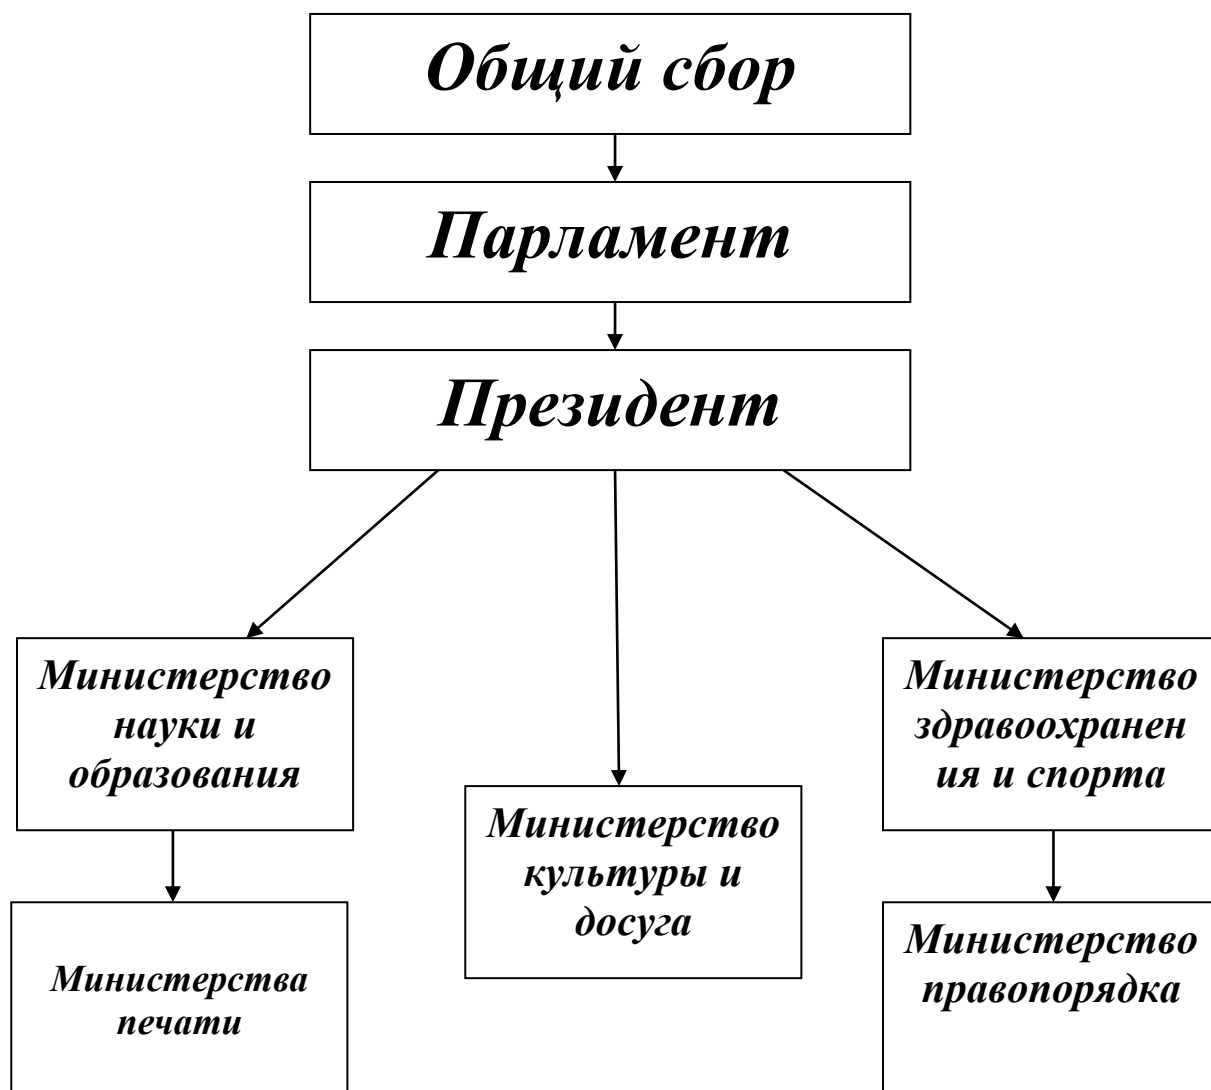 Общий сбор
Парламент
Президент
Министерство
науки и
образования
Министерство
культуры и
досуга
Министерство
здравоохранен
ия и спорта
Министерства
печати
Министерство
правопорядка